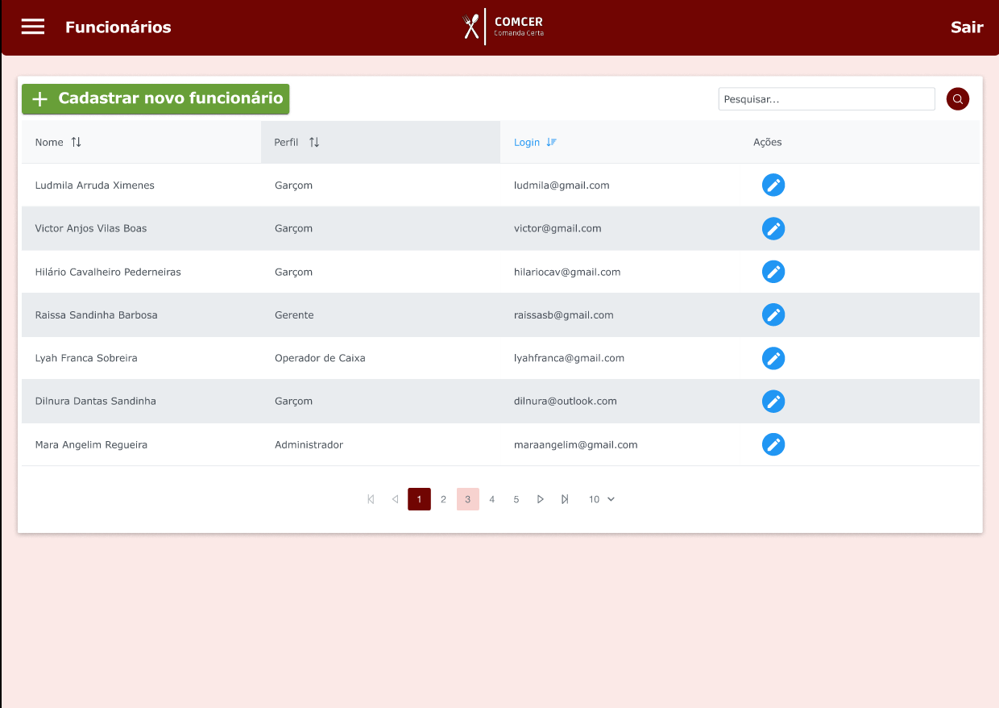 Funcionários
COMCER
Comanda Certa
Sair
Cadastrar novo funcionário
Pesquisar...
Nome Perfil Login Ações
Ludmila Arruda Ximenes Garçom ludmila@gmail.com
Victor Anjos Vilas Boas Garçom victor@gmail.com
Hilário Cavalheiro Pederneiras Garçom hilariocav@gmail.com
Raissa Sandinha Barbosa Gerente raissasb@gmail.com
Lyah Franca Sobreira Operador de Caixa lyahfranca@gmail.com
Dilnura Dantas Sandinha Garçom dilnura@outlook.com
Mara Angelim Regueira Administrador maraangelim@gmail.com
1 2 3 4 5 10